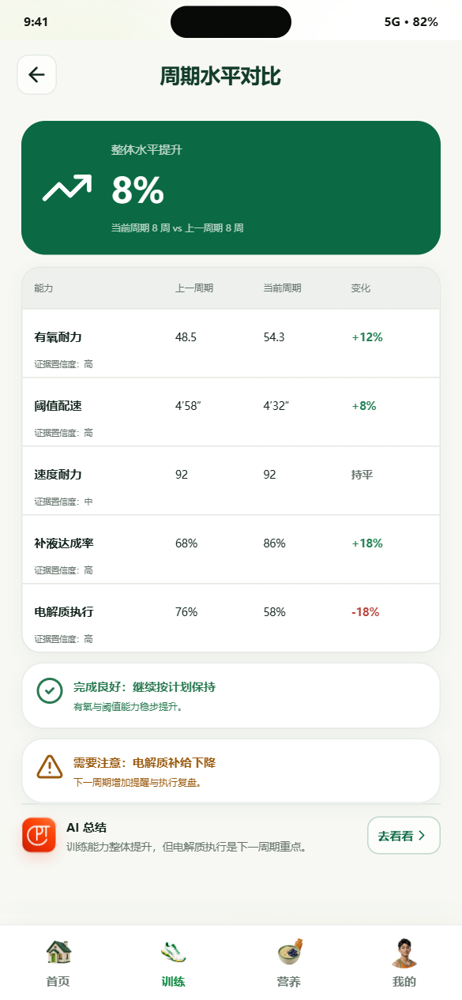 9:41
5G • 82%
周期水平对比
整体水平提升
8%
当前周期 8 周 vs 上一周期 8 周
能力 上一周期 当前周期 变化
有氧耐力 48.5 54.3 +12%
证据置信度：高
阈值配速 4′58″ 4′32″ +8%
证据置信度：高
速度耐力 92 92 持平
证据置信度：中
补液达成率 68% 86% +18%
证据置信度：高
电解质执行 76% 58% -18%
证据置信度：高
完成良好：继续按计划保持
有氧与阈值能力稳步提升。
需要注意：电解质补给下降
下一周期增加提醒与执行复盘。
CPT
AI 总结
训练能力整体提升，但电解质执行是下一周期重点。
去看看
首页 训练 营养 我的